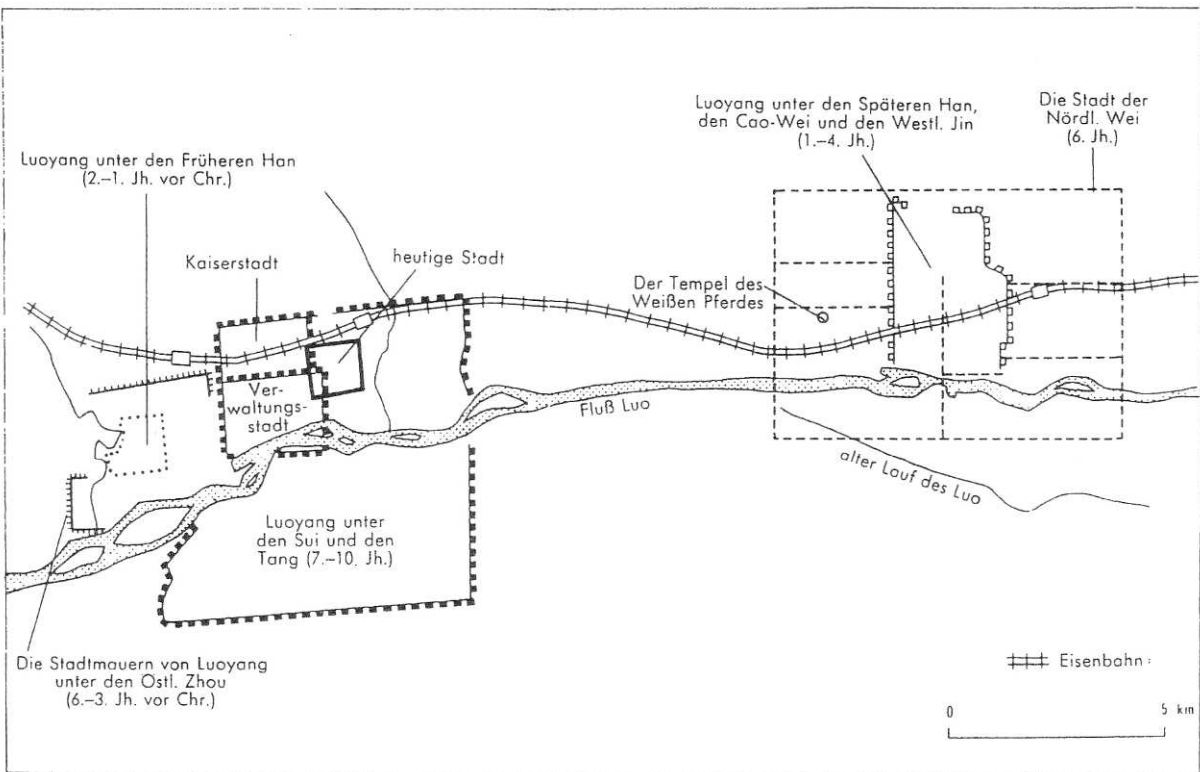 Luoyang unter den Späteren Han,
den Cao-Wei und den Westl. Jin
(1.–4. Jh.)
Die Stadt der
Nördl. Wei
(6. Jh.)
Luoyang unter den Früheren Han
(2.–1. Jh. vor Chr.)
Kaiserstadt
heutige Stadt
Der Tempel des
Weißen Pferdes
Ver-
waltungs-
stadt
Fluß Luo
alter Lauf des Luo
Luoyang unter
den Sui und den
Tang (7.–10. Jh.)
Die Stadtmauern von Luoyang
unter den Östl. Zhou
(6.–3. Jh. vor Chr.)
Eisenbahn
0 5 km